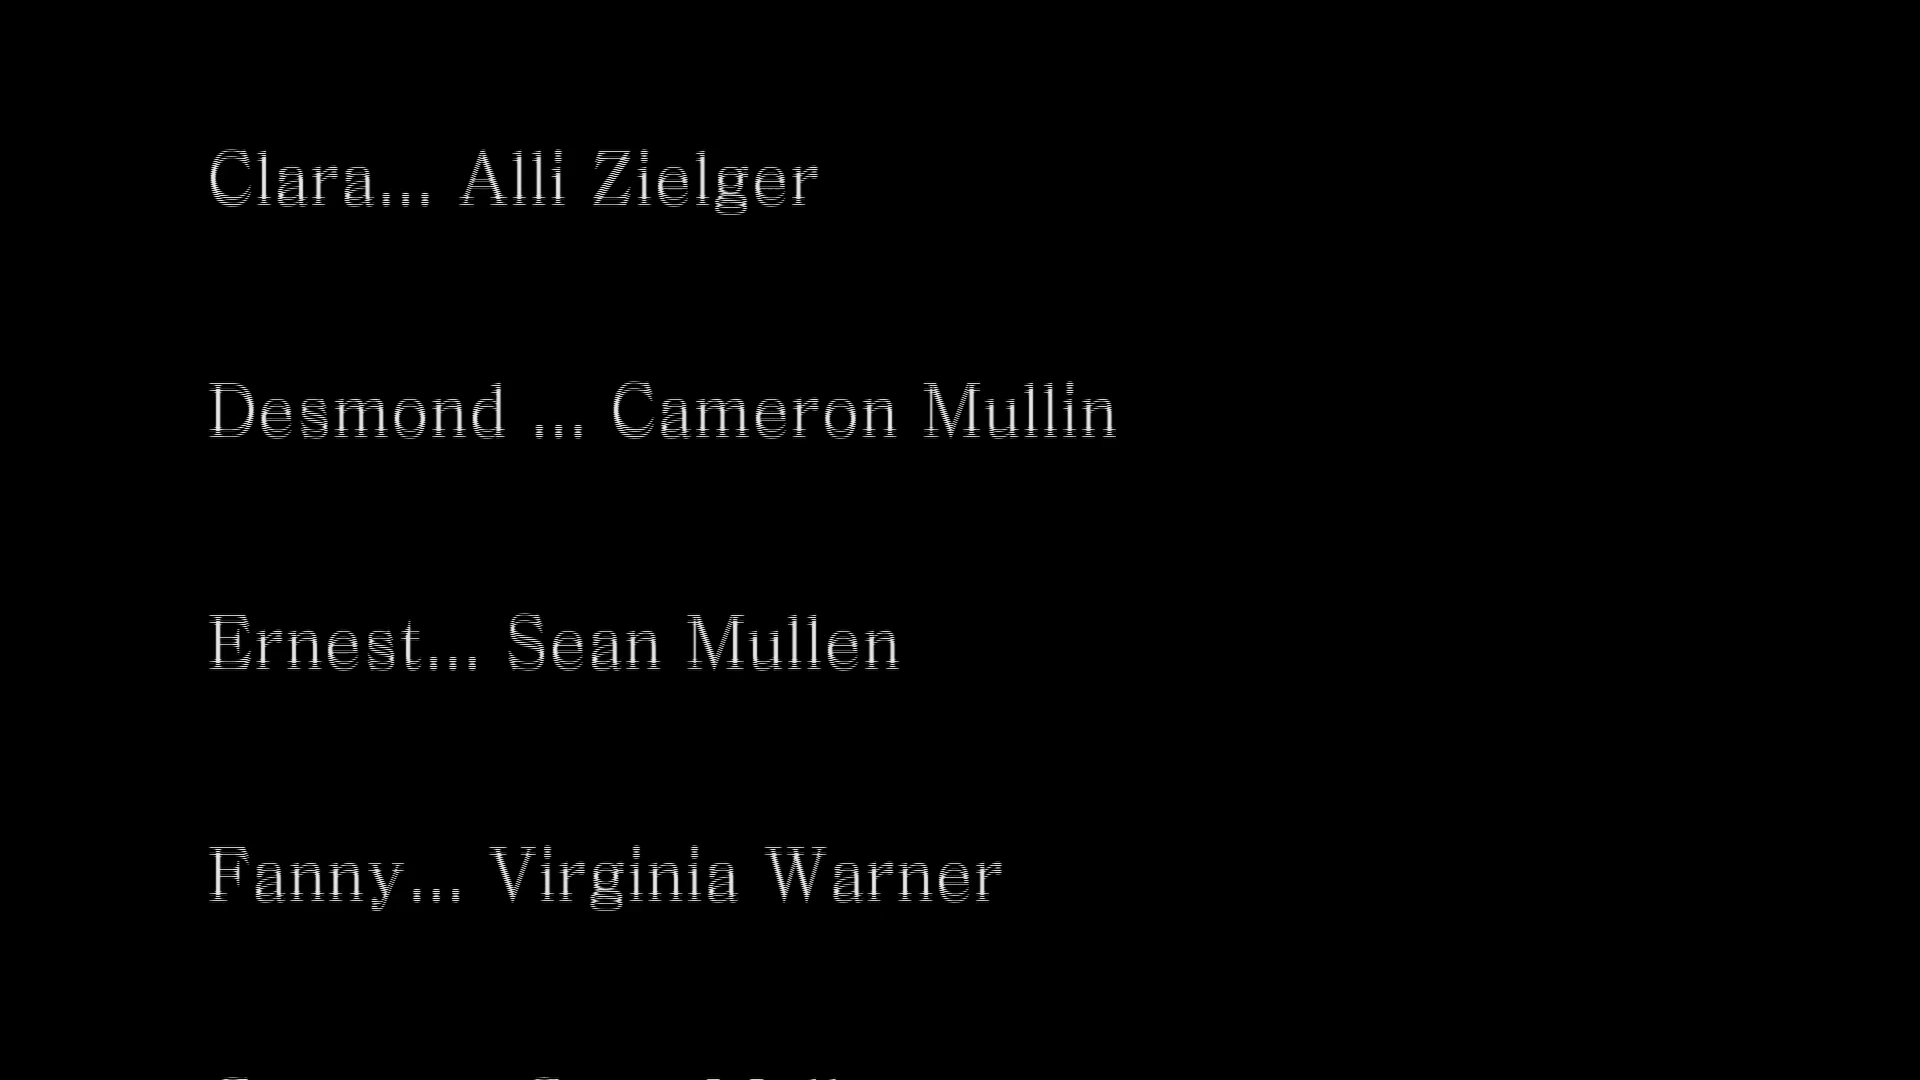 Clara... Alli Zielger
Desmond ... Cameron Mullin
Ernest... Sean Mullen
Fanny... Virginia Warner